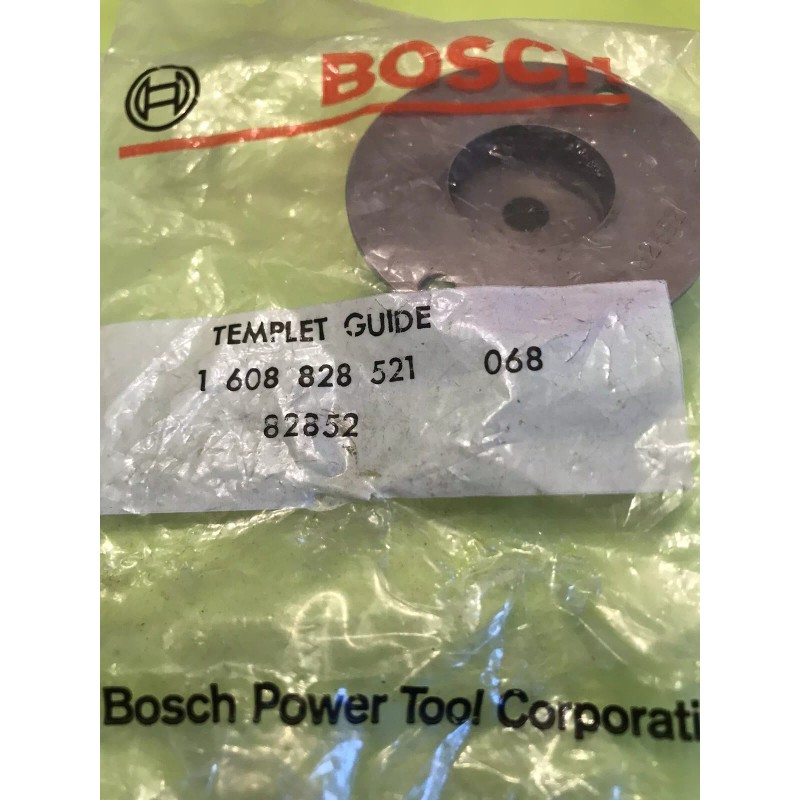 BOSCH
TEMPLET GUIDE
1 608 828 521 068
82852
Bosch Power Tool Corporati